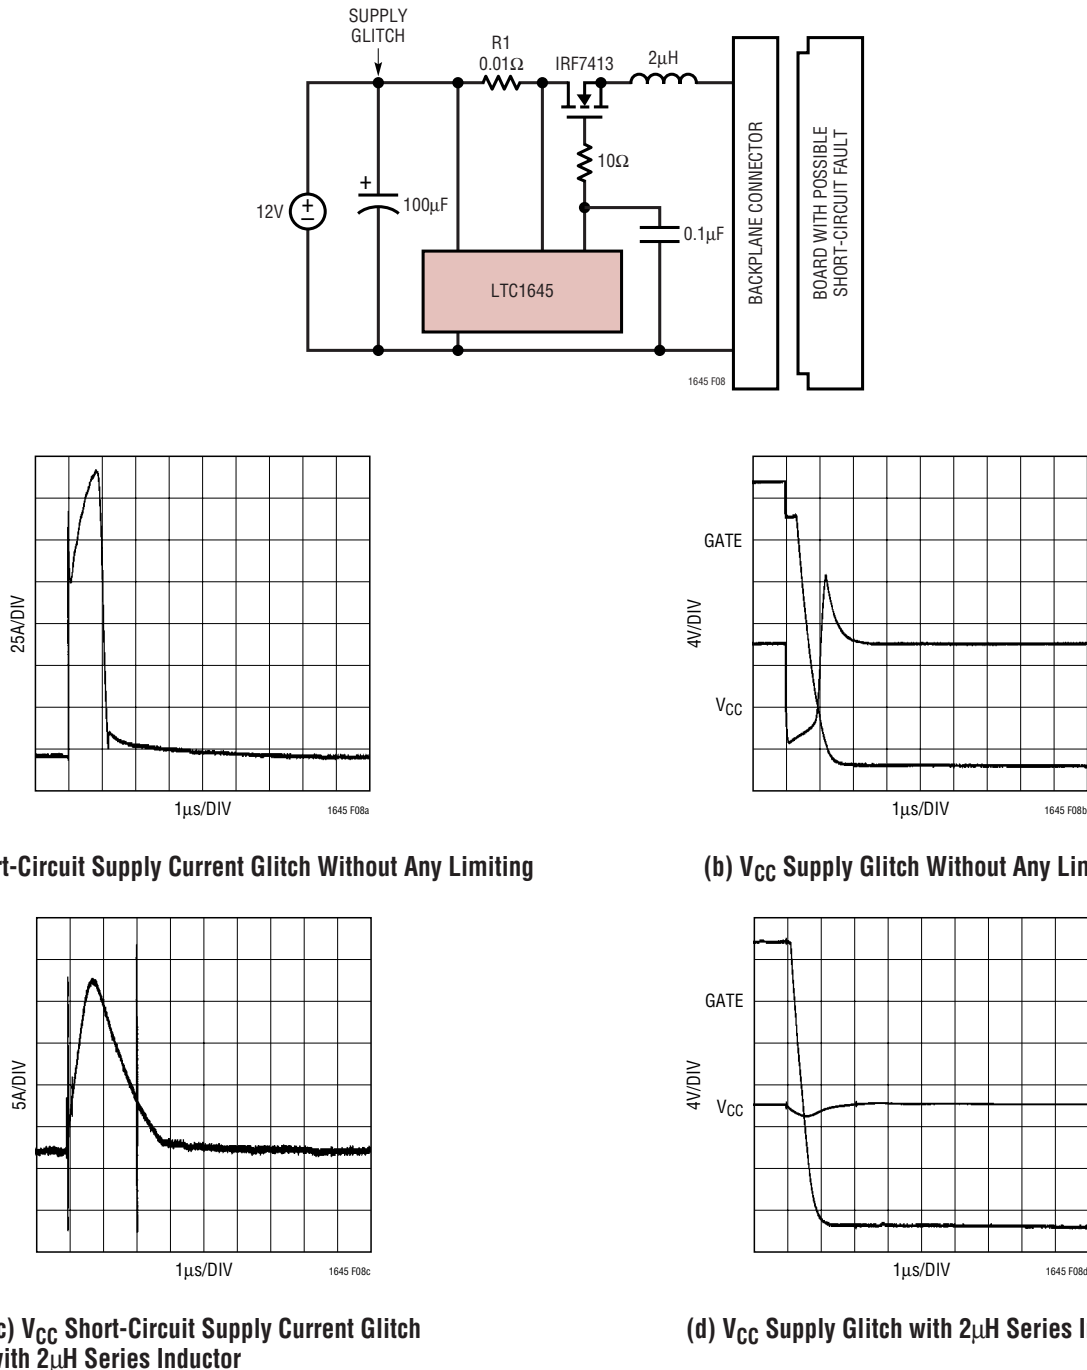 SUPPLY
GLITCH
R1
0.01Ω
IRF7413
2µH
10Ω
12V
+
100µF
0.1µF
LTC1645
BACKPLANE CONNECTOR
BOARD WITH POSSIBLE
SHORT-CIRCUIT FAULT
1645 F08
25A/DIV
1µs/DIV
1645 F08a
GATE
4V/DIV
VCC
1µs/DIV
1645 F08b
rt-Circuit Supply Current Glitch Without Any Limiting
(b) VCC Supply Glitch Without Any Lim
5A/DIV
1µs/DIV
1645 F08c
GATE
4V/DIV
VCC
1µs/DIV
1645 F08d
c) VCC Short-Circuit Supply Current Glitch
with 2µH Series Inductor
(d) VCC Supply Glitch with 2µH Series I